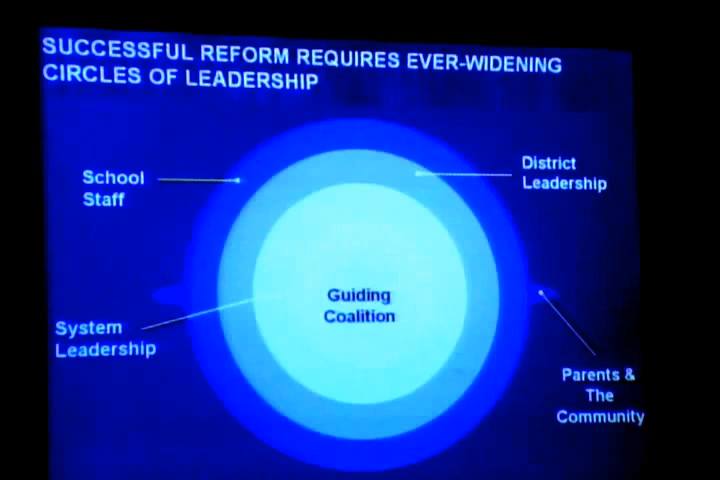 SUCCESSFUL REFORM REQUIRES EVER-WIDENING
CIRCLES OF LEADERSHIP
School
Staff
District
Leadership
Guiding
Coalition
System
Leadership
Parents &
The
Community